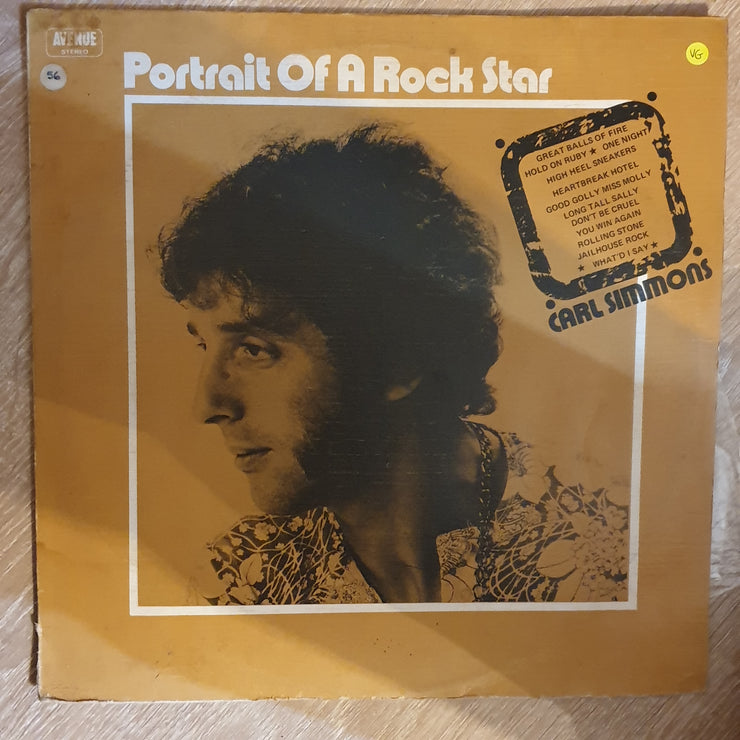 AVENUE
STEREO
56
VG
Portrait Of A Rock Star
GREAT BALLS OF FIRE
HOLD ON RUBY ★ ONE NIGHT
HIGH HEEL SNEAKERS
HEARTBREAK HOTEL
GOOD GOLLY MISS MOLLY
LONG TALL SALLY
DON'T BE CRUEL
YOU WIN AGAIN
ROLLING STONE
JAILHOUSE ROCK
★ WHAT'D I SAY ★
CARL SIMMONS